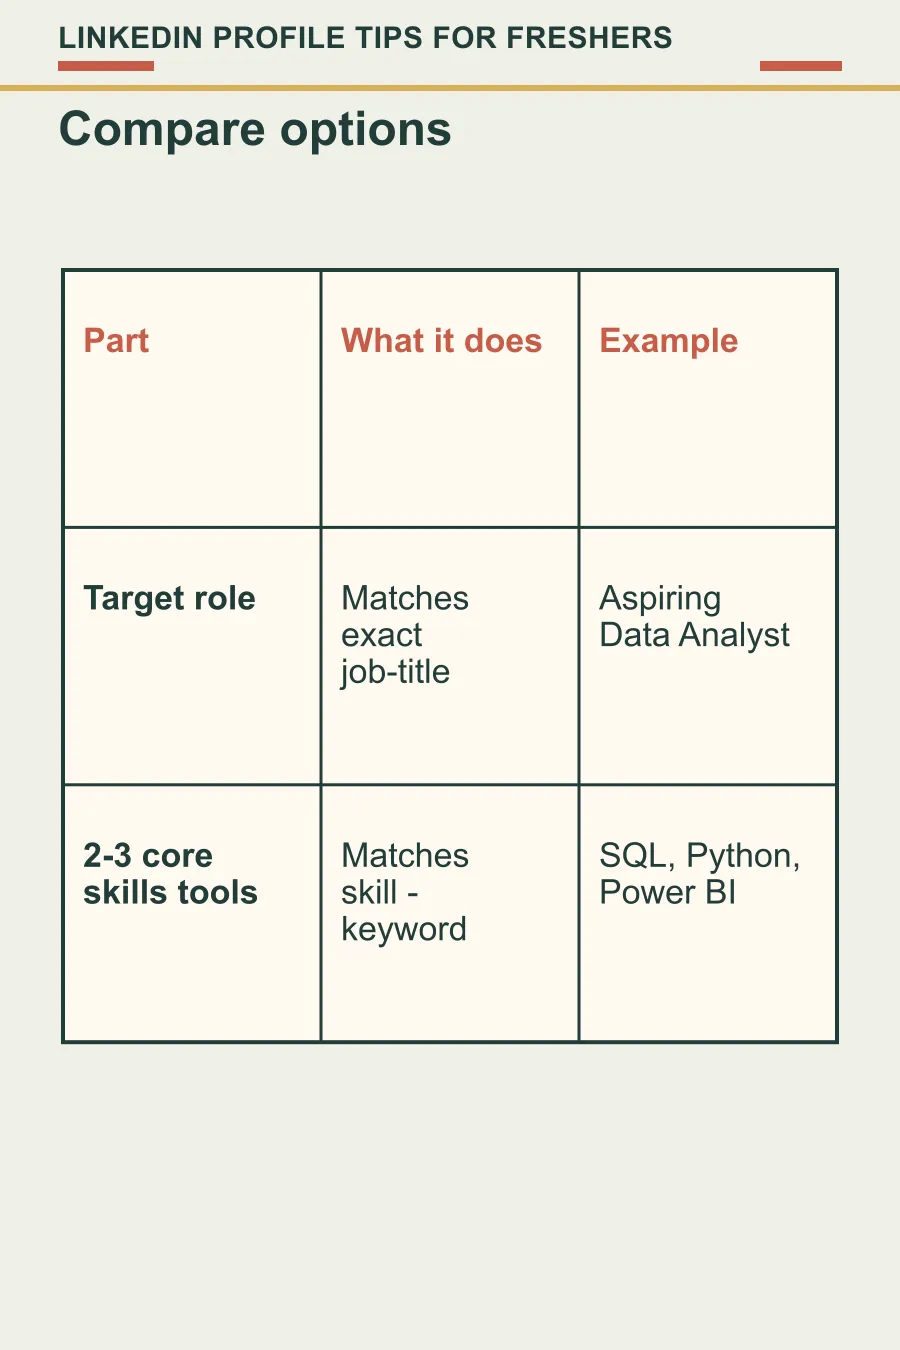 LINKEDIN PROFILE TIPS FOR FRESHERS
Compare options
Part
What it does
Example
Target role
Matches
exact
job-title
Aspiring
Data Analyst
2-3 core
skills tools
Matches
skill -
keyword
SQL, Python,
Power BI